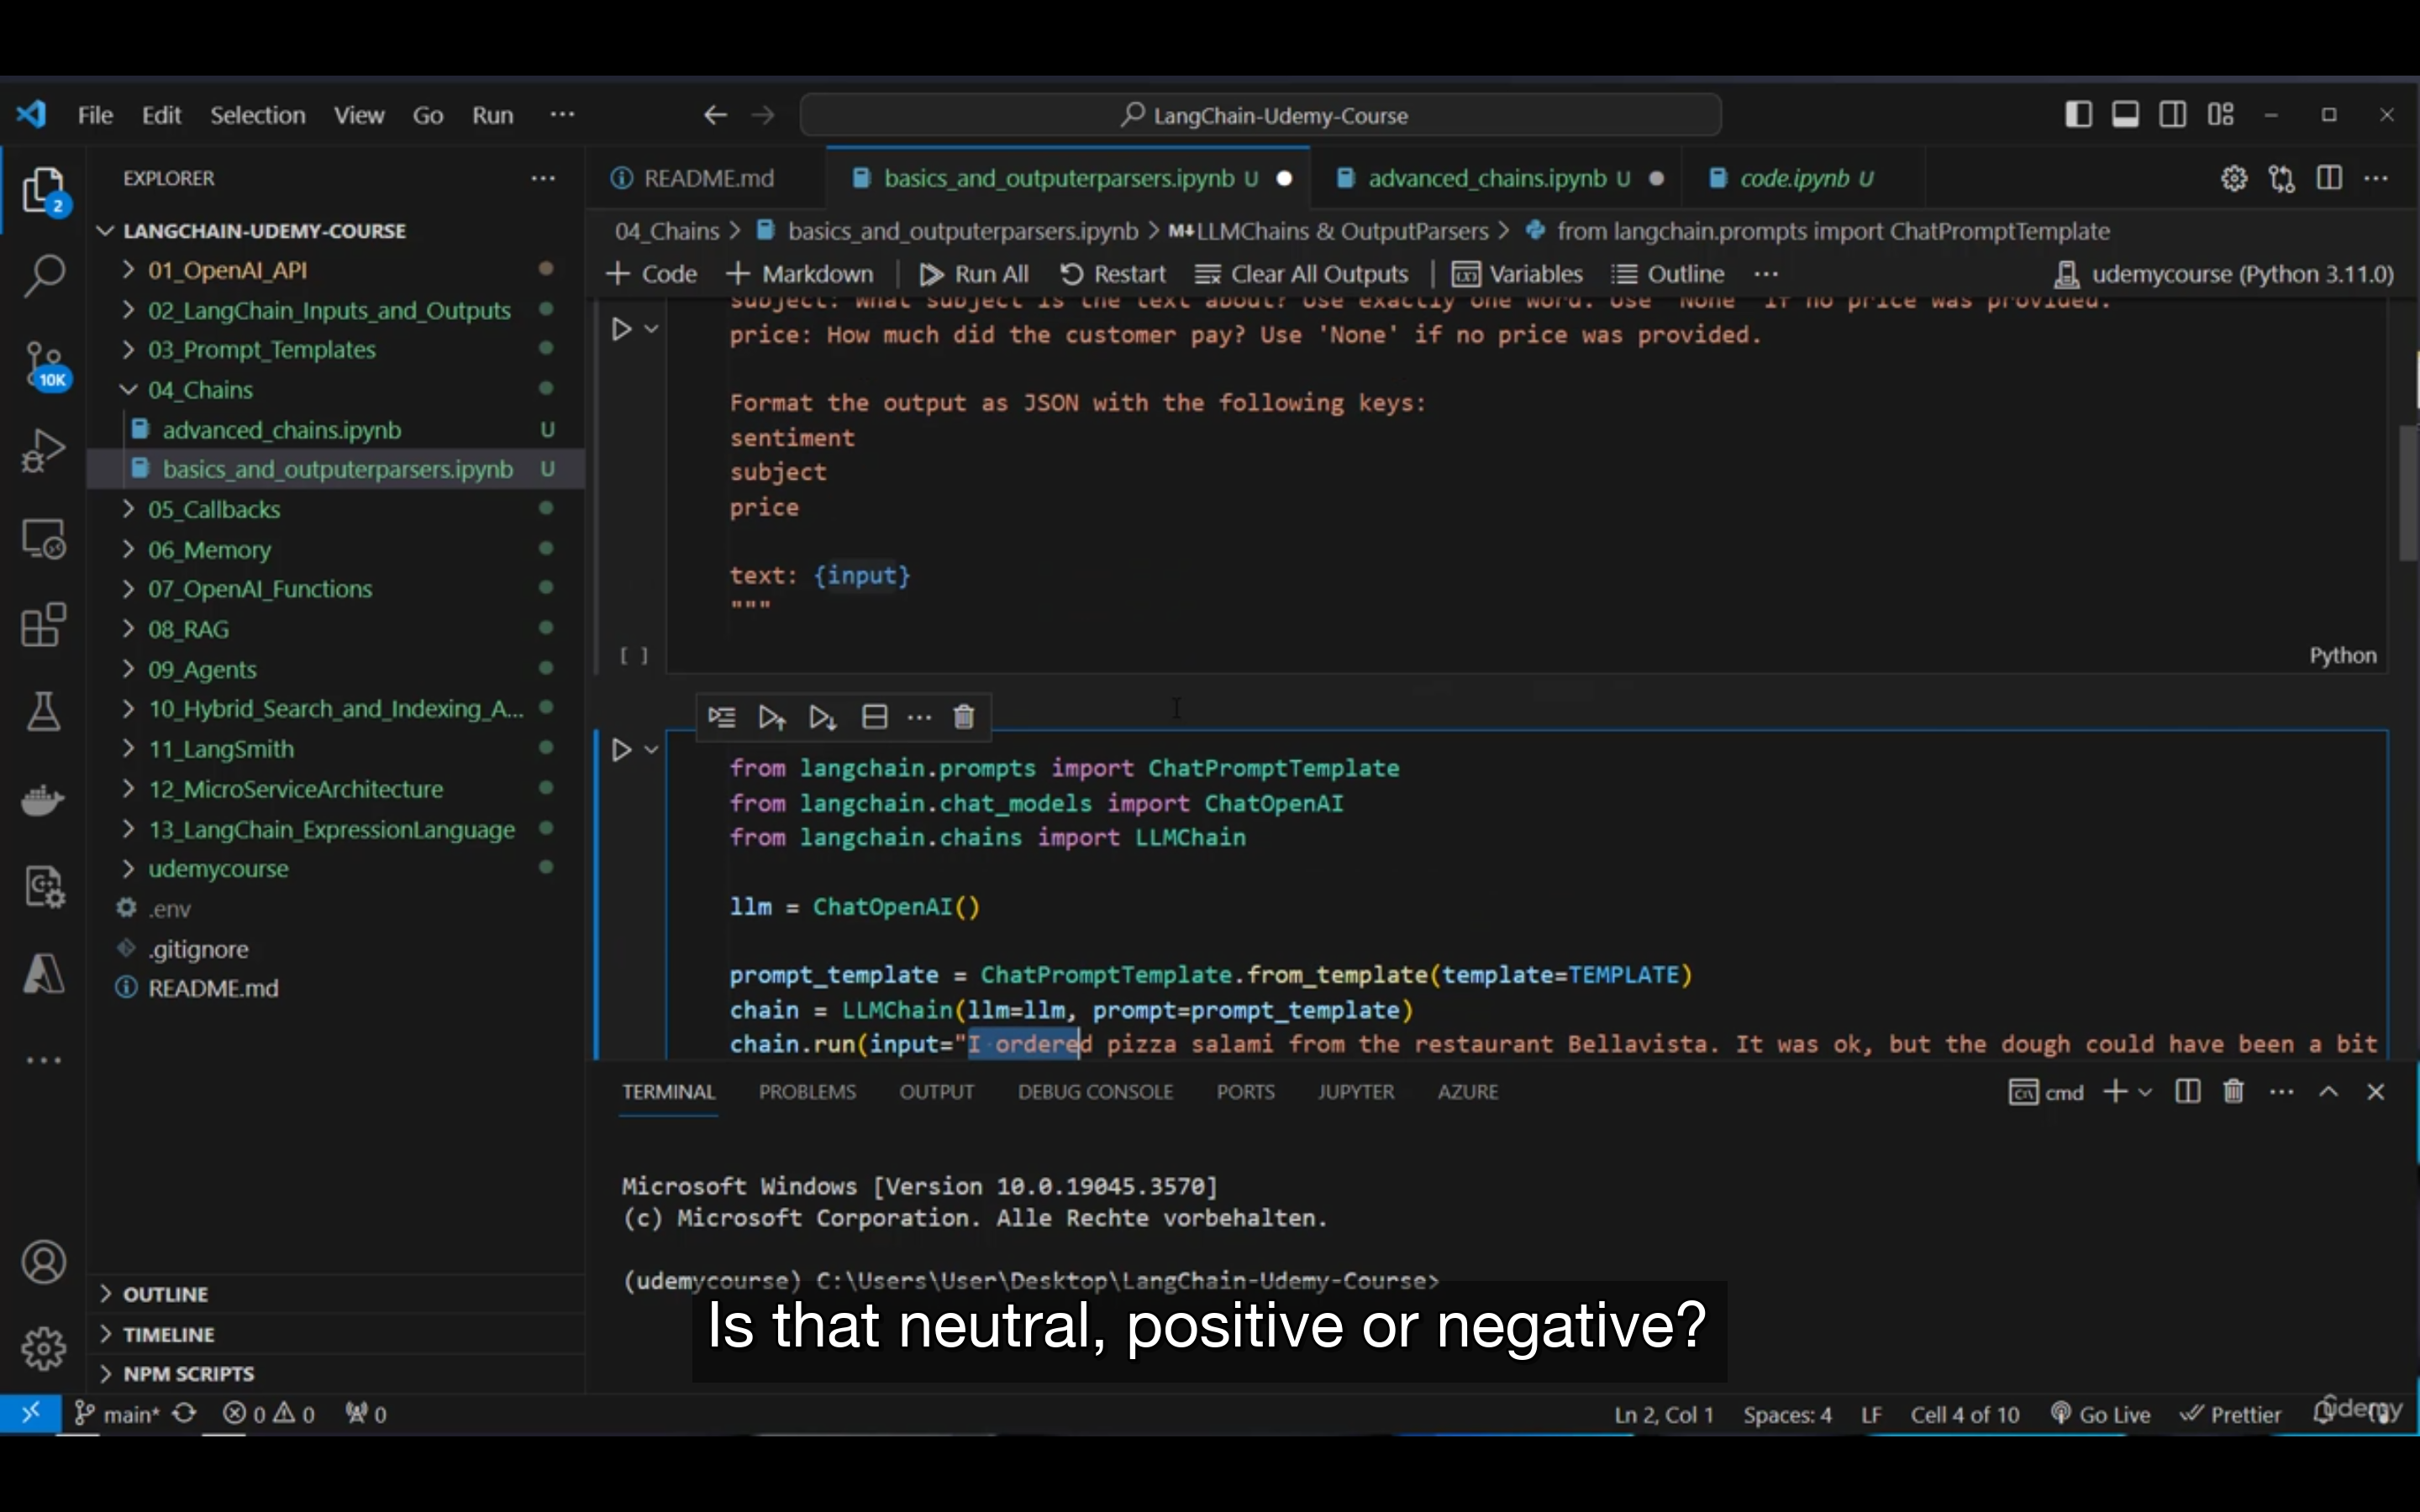 File Edit Selection View Go Run ···
LangChain-Udemy-Course
EXPLORER
2
LANGCHAIN-UDEMY-COURSE
01_OpenAI_API
02_LangChain_Inputs_and_Outputs
03_Prompt_Templates
10K
04_Chains
advanced_chains.ipynb U
basics_and_outputerparsers.ipynb U
05_Callbacks
06_Memory
07_OpenAI_Functions
08_RAG
09_Agents
10_Hybrid_Search_and_Indexing_A...
11_LangSmith
12_MicroServiceArchitecture
13_LangChain_ExpressionLanguage
udemycourse
.env
.gitignore
README.md
OUTLINE
TIMELINE
NPM SCRIPTS
README.md basics_and_outputerparsers.ipynb U advanced_chains.ipynb U code.ipynb U
04_Chains > basics_and_outputerparsers.ipynb > M↓LLMChains & OutputParsers > from langchain.prompts import ChatPromptTemplate
+ Code + Markdown Run All Restart Clear All Outputs Variables Outline ··· udemycourse (Python 3.11.0)
subject: What subject is the text about? Use exactly one word. Use 'None' if no price was provided.
price: How much did the customer pay? Use 'None' if no price was provided.
Format the output as JSON with the following keys:
sentiment
subject
price
text: {input}
"""
[ ]
Python
from langchain.prompts import ChatPromptTemplate
from langchain.chat_models import ChatOpenAI
from langchain.chains import LLMChain
llm = ChatOpenAI()
prompt_template = ChatPromptTemplate.from_template(template=TEMPLATE)
chain = LLMChain(llm=llm, prompt=prompt_template)
chain.run(input="I ordered pizza salami from the restaurant Bellavista. It was ok, but the dough could have been a bit
TERMINAL PROBLEMS OUTPUT DEBUG CONSOLE PORTS JUPYTER AZURE
cmd
Microsoft Windows [Version 10.0.19045.3570]
(c) Microsoft Corporation. Alle Rechte vorbehalten.
(udemycourse) C:\Users\User\Desktop\LangChain-Udemy-Course>
Is that neutral, positive or negative?
main* 0 0 0
Ln 2, Col 1 Spaces: 4 LF Cell 4 of 10 Go Live Prettier
udemy